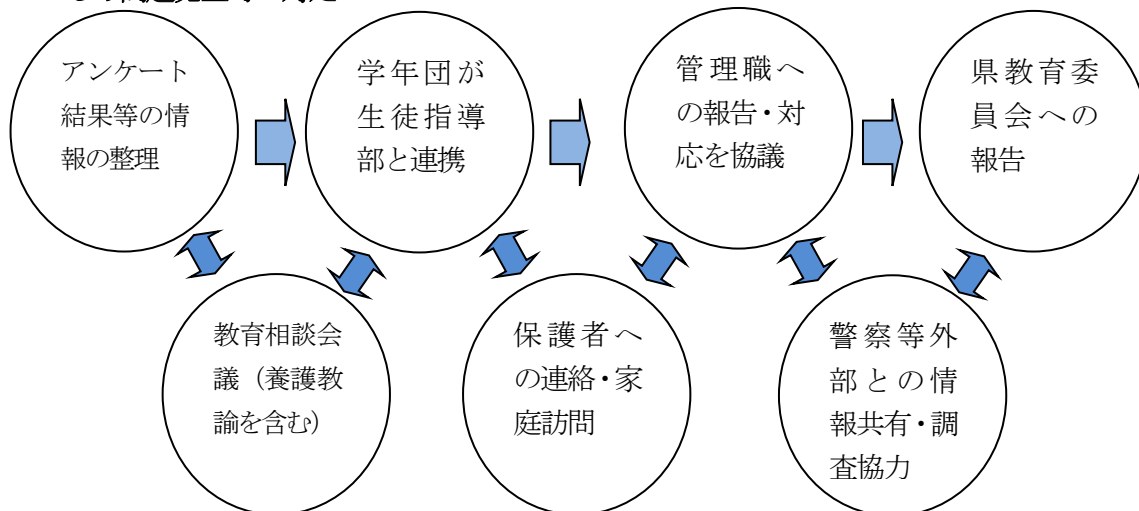 アンケート
結果等の情
報の整理
学年団が
生徒指導
部と連携
管理職へ
の報告・対
応を協議
県教育委
員会への
報告
教育相談会
議（養護教
諭を含む）
保護者へ
の連絡・家
庭訪問
警察等外
部との情
報共有・調
査協力